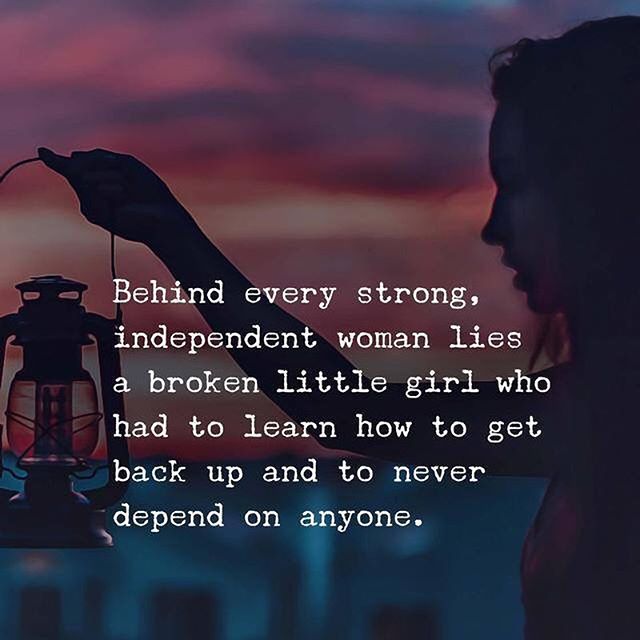 Behind every strong,
independent woman lies
a broken little girl who
had to learn how to get
back up and to never
depend on anyone.